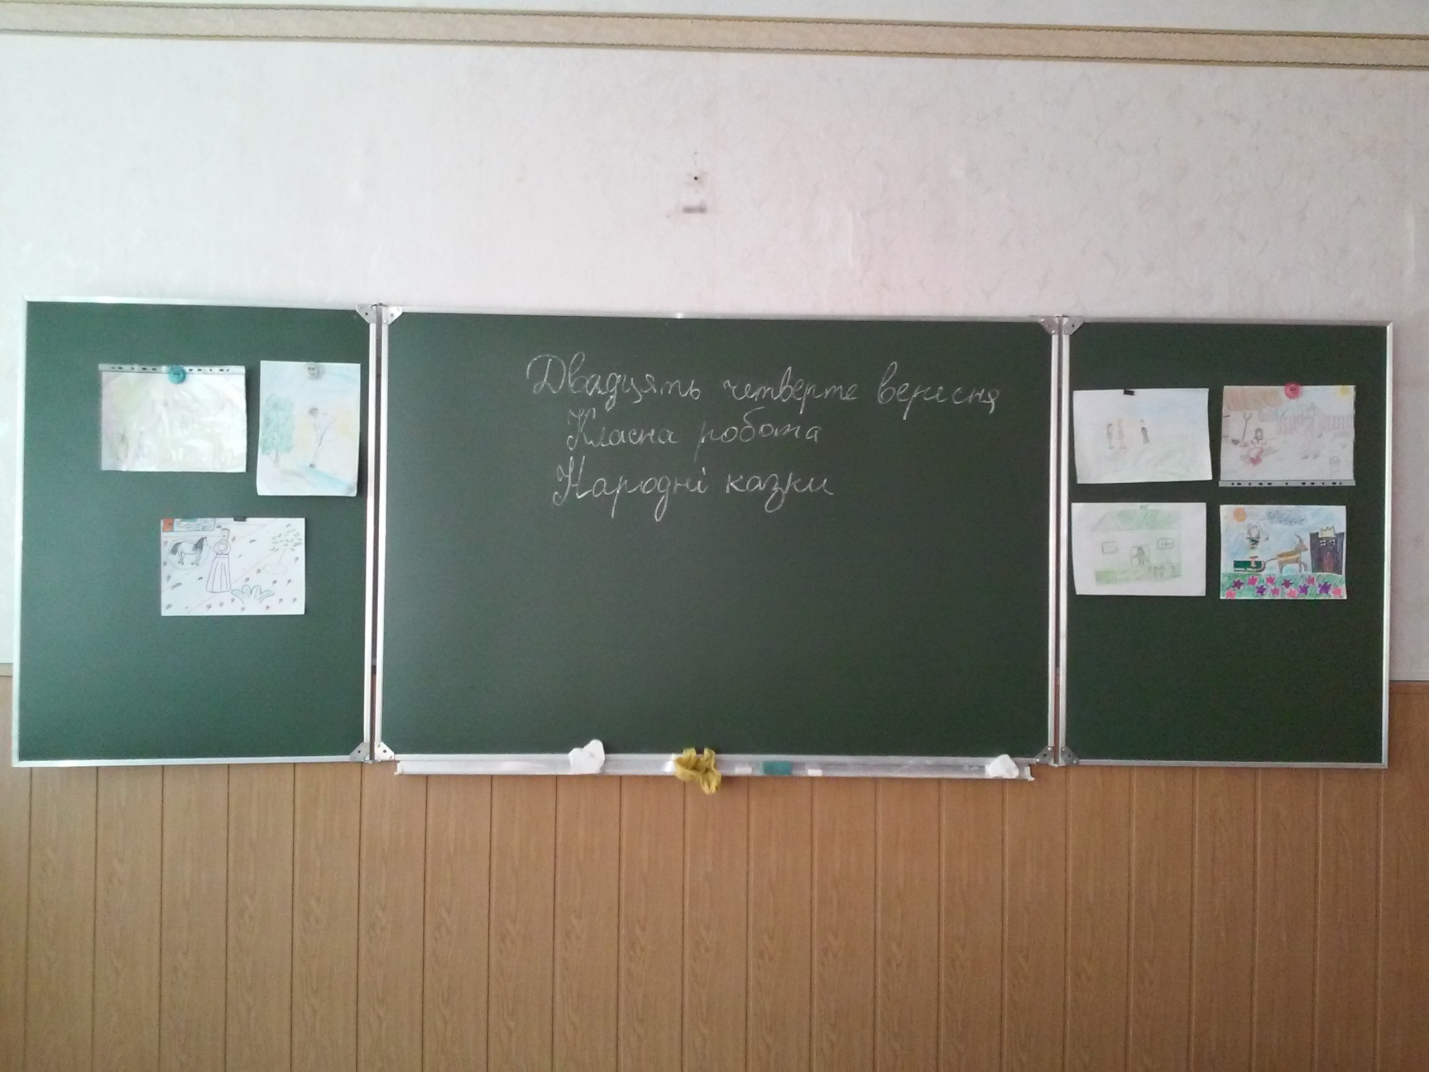 Двадцять четверте вересня
Класна робота
Народні казки